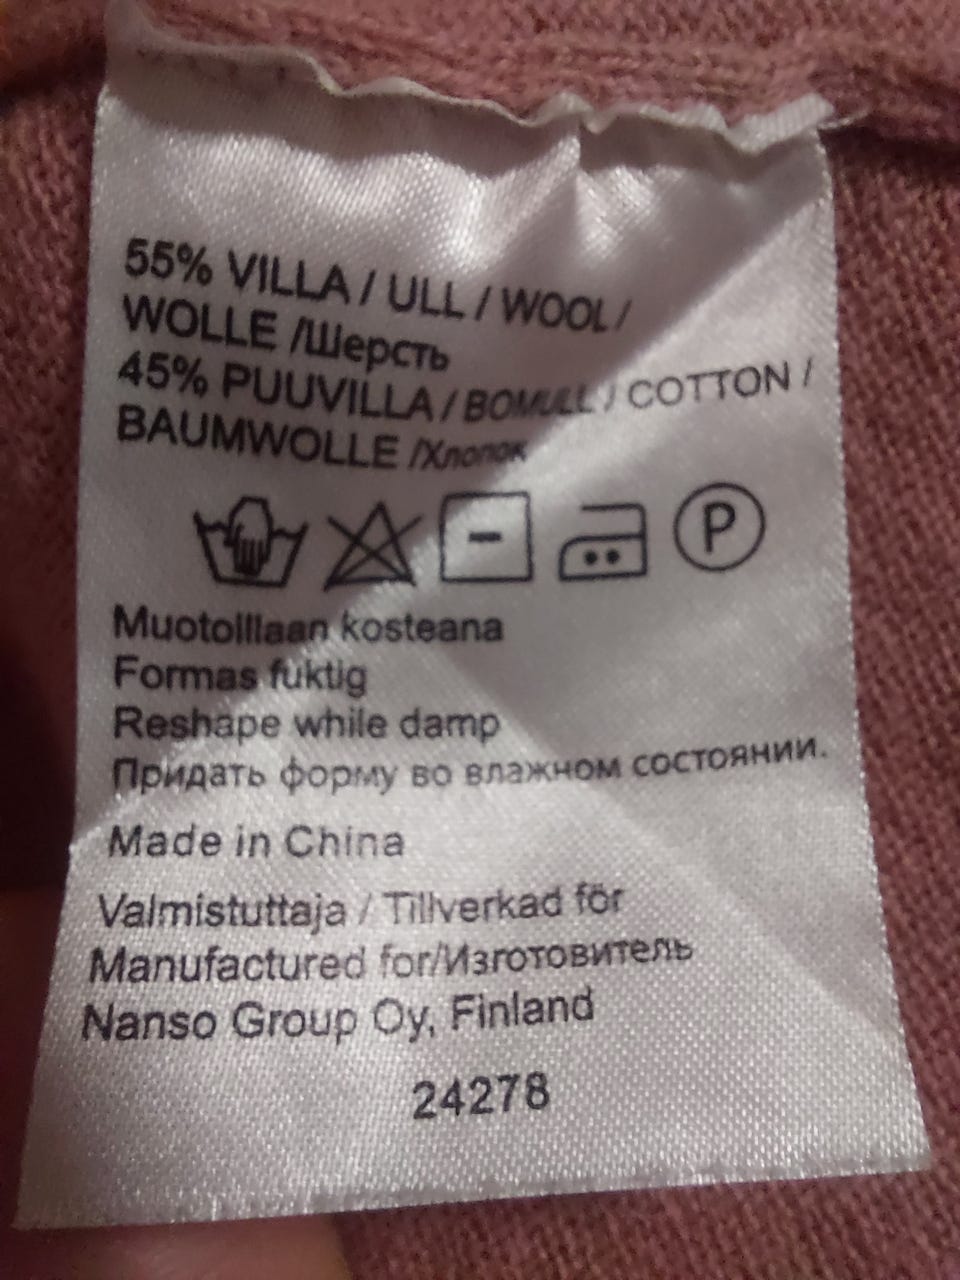 55% VILLA / ULL / WOOL /
WOLLE /Шерсть
45% PUUVILLA / BOMULL / COTTON /
BAUMWOLLE /Хлопок
P
Muotoillaan kosteana
Formas fuktig
Reshape while damp
Придать форму во влажном состоянии.
Made in China
Valmistuttaja / Tillverkad för
Manufactured for/Изготовитель
Nanso Group Oy, Finland
24278